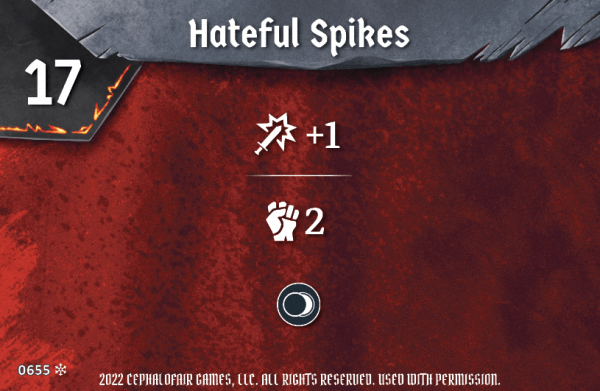 Hateful Spikes
17
+1
2
0655
2022 CEPHALOFAIR GAMES, LLC. ALL RIGHTS RESERVED. USED WITH PERMISSION.